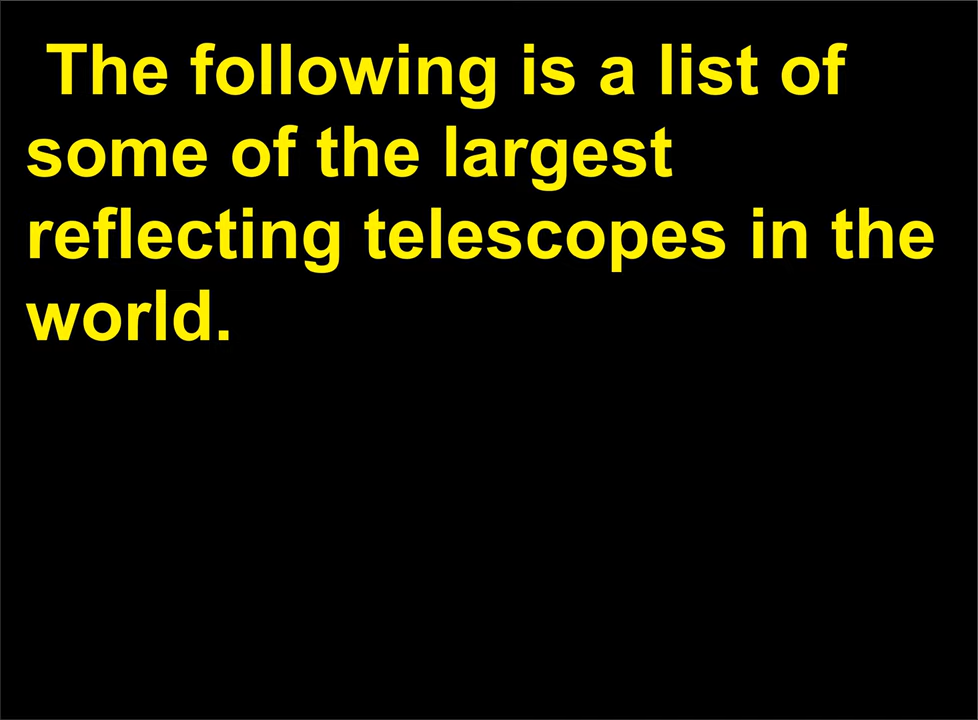 The following is a list of
some of the largest
reflecting telescopes in the
world.